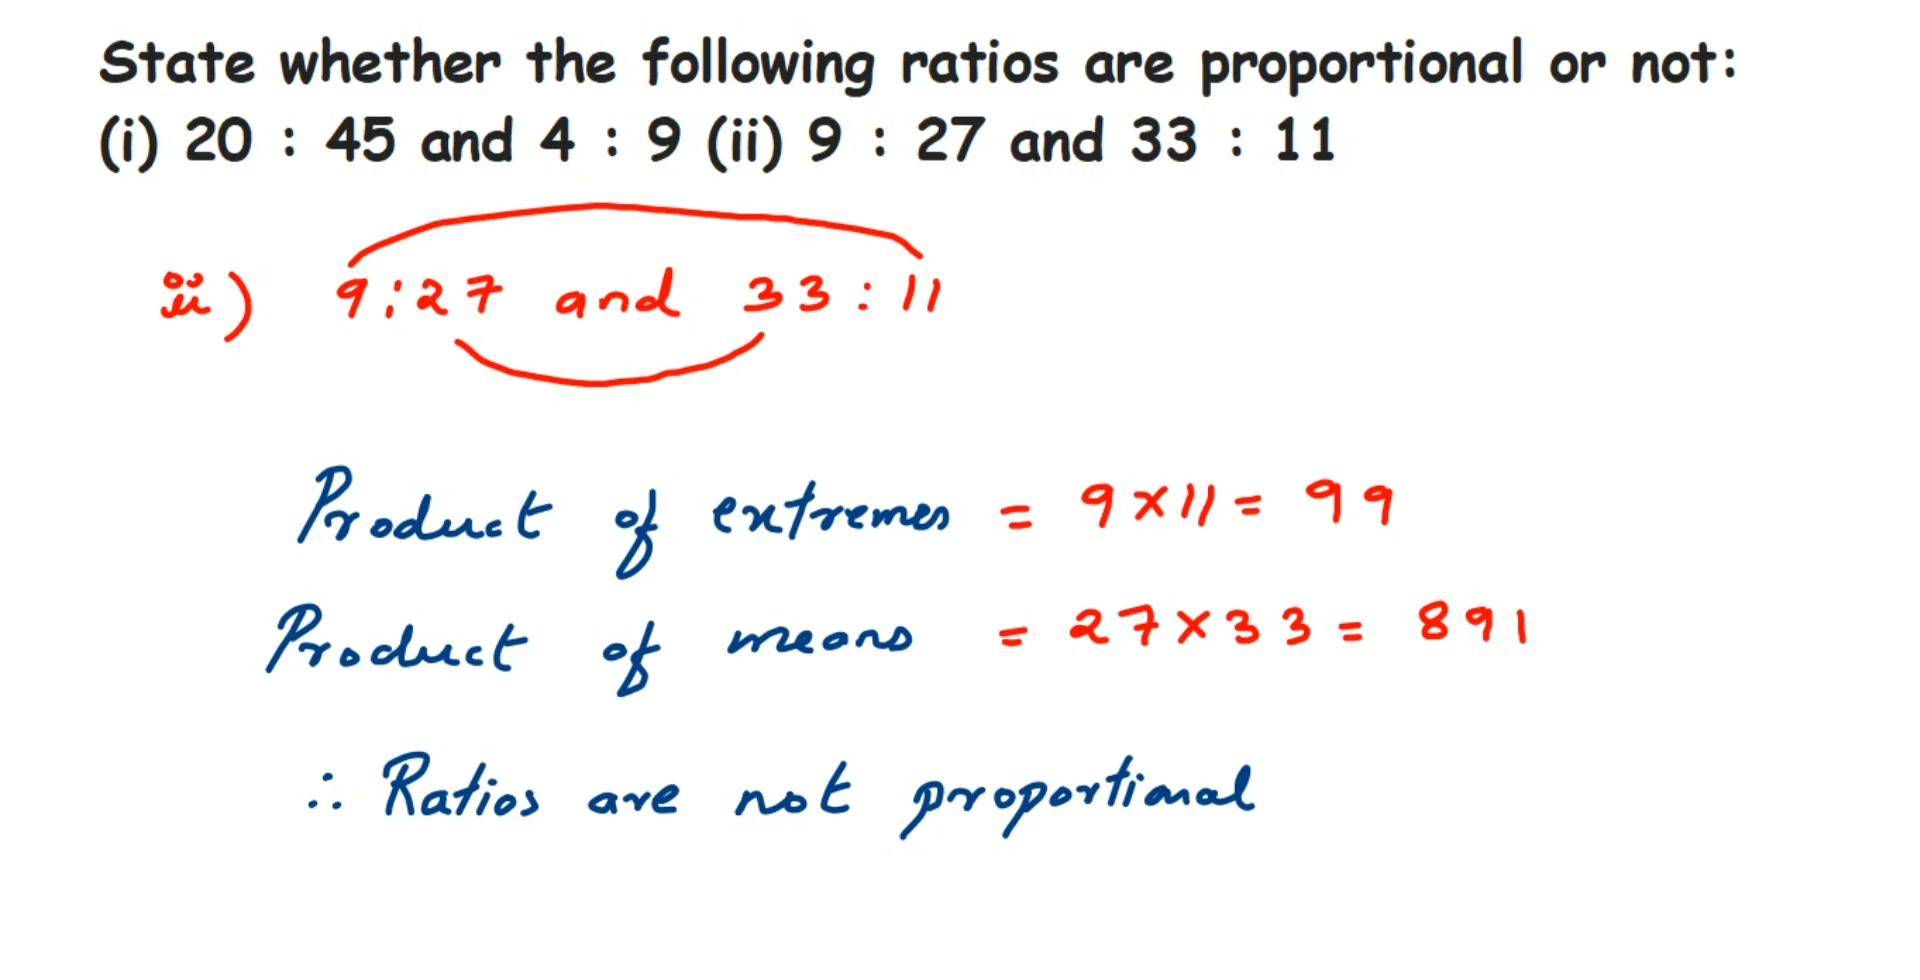 State whether the following ratios are proportional or not:
(i) 20 : 45 and 4 : 9 (ii) 9 : 27 and 33 : 11
ii) 9:27 and 33:11
Product of extremes = 9×11= 99
Product of means = 27×33= 891
∴ Ratios are not proportional